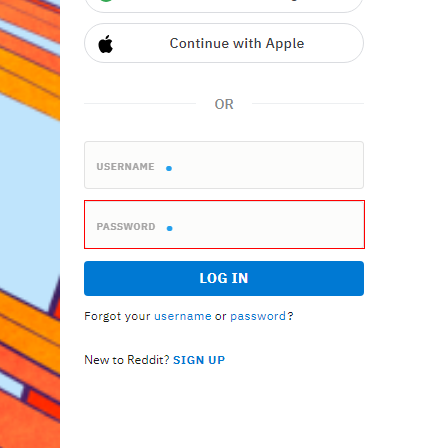 Continue with Apple
OR
USERNAME
PASSWORD
LOG IN
Forgot your username or password?
New to Reddit? SIGN UP